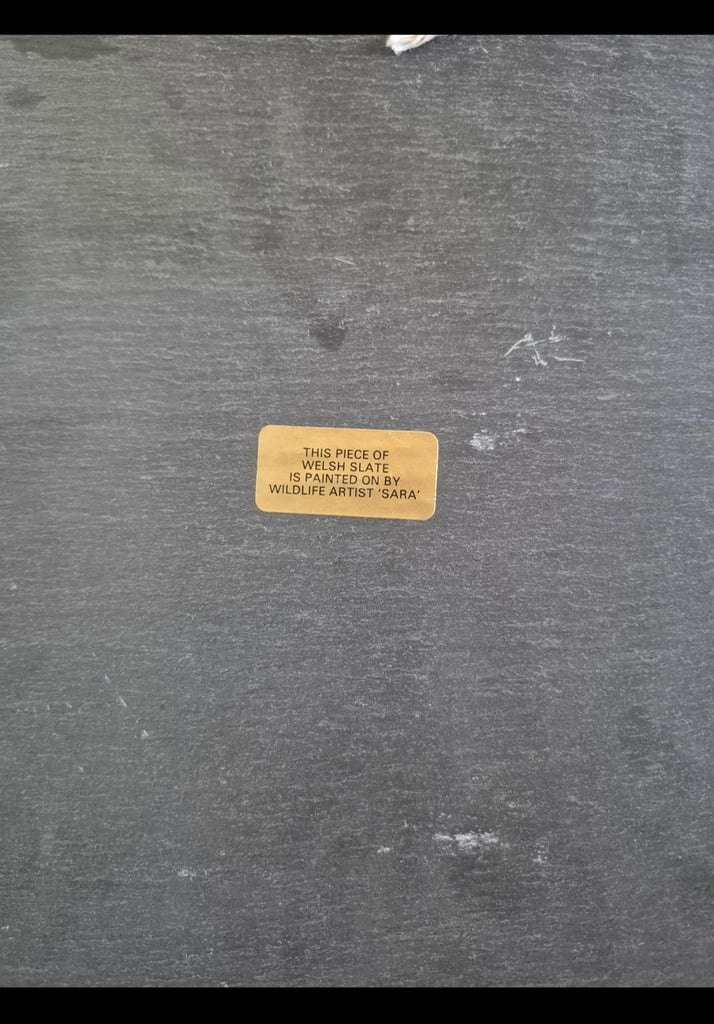 THIS PIECE OF
WELSH SLATE
IS PAINTED ON BY
WILDLIFE ARTIST 'SARA'